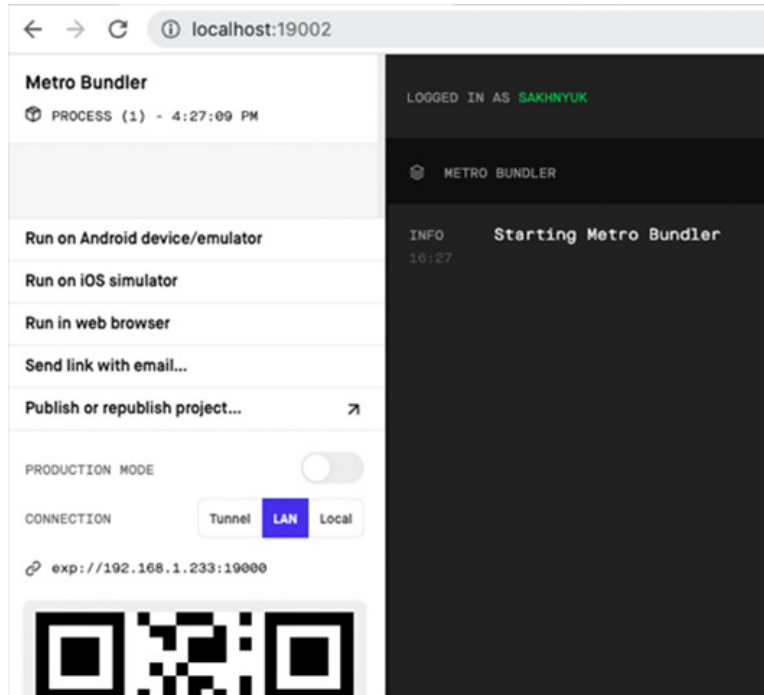 localhost:19002
Metro Bundler
PROCESS (1) - 4:27:09 PM
Run on Android device/emulator
Run on iOS simulator
Run in web browser
Send link with email...
Publish or republish project...
PRODUCTION MODE
CONNECTION Tunnel LAN Local
exp://192.168.1.233:19000
LOGGED IN AS SAKHNYUK
METRO BUNDLER
INFO Starting Metro Bundler
16:27